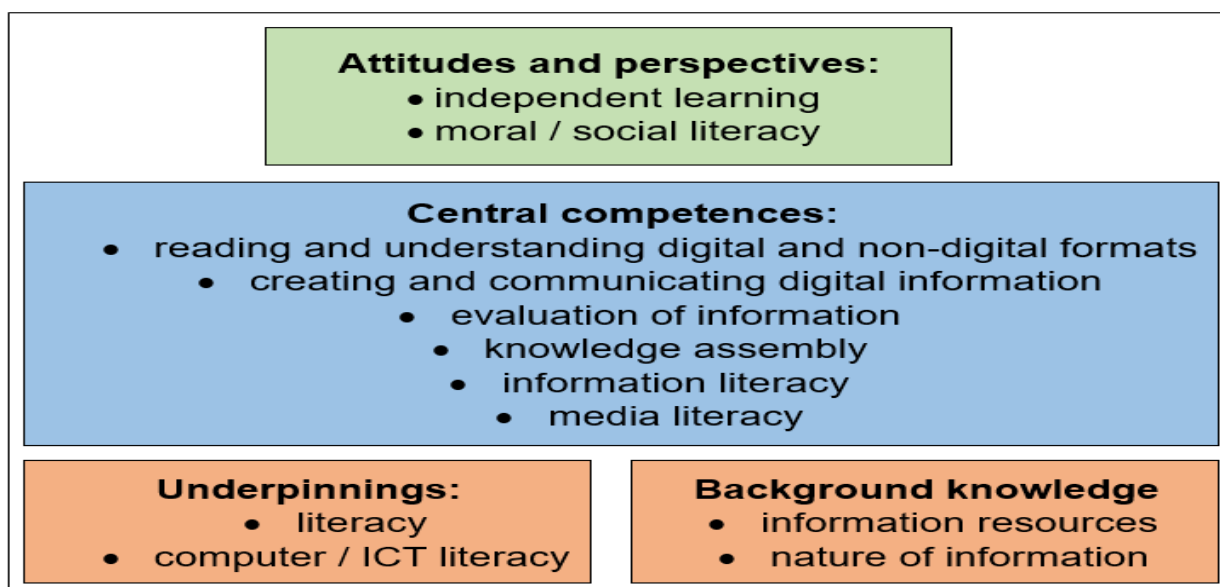 Attitudes and perspectives:
• independent learning
• moral / social literacy
Central competences:
• reading and understanding digital and non-digital formats
• creating and communicating digital information
• evaluation of information
• knowledge assembly
• information literacy
• media literacy
Underpinnings:
• literacy
• computer / ICT literacy
Background knowledge
• information resources
• nature of information